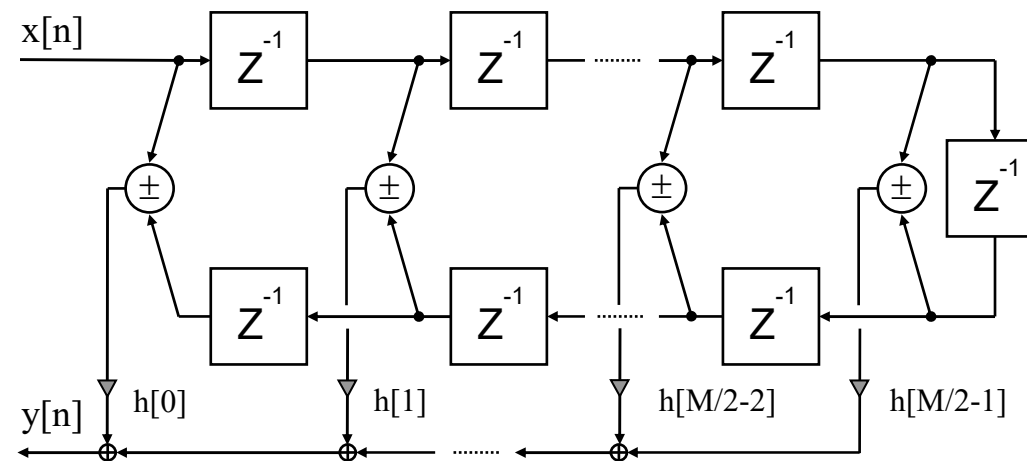 x[n]
Z⁻¹
Z⁻¹
Z⁻¹
Z⁻¹
±
±
±
±
Z⁻¹
Z⁻¹
Z⁻¹
h[0]
h[1]
h[M/2-2]
h[M/2-1]
y[n]